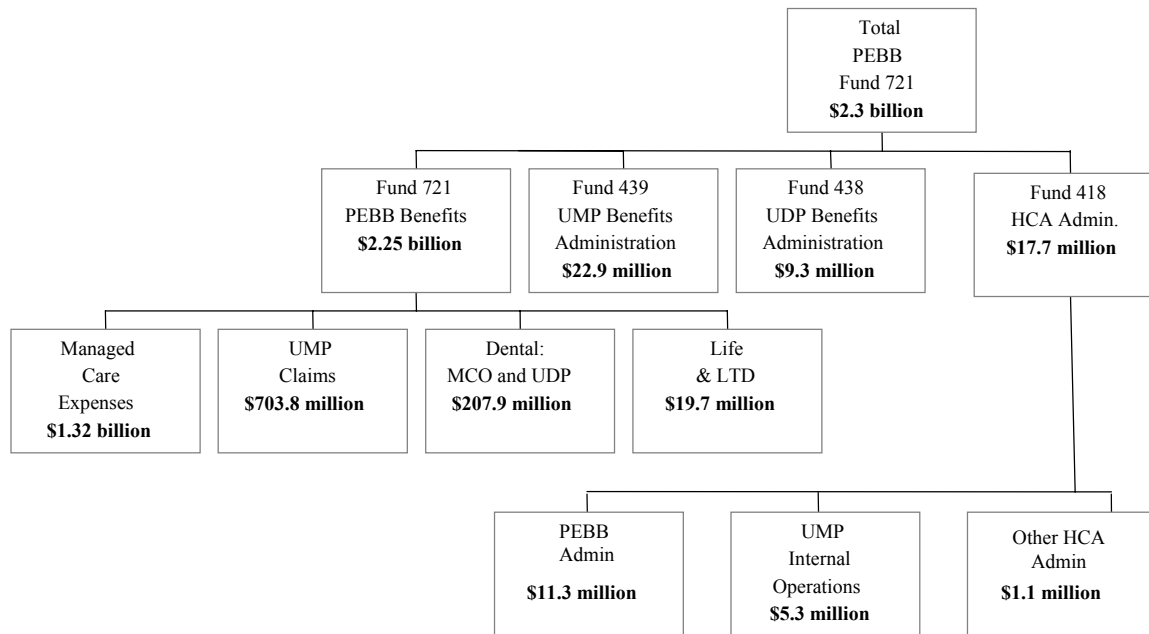 Total
PEBB
Fund 721
$2.3 billion
Fund 721
PEBB Benefits
$2.25 billion
Fund 439
UMP Benefits
Administration
$22.9 million
Fund 438
UDP Benefits
Administration
$9.3 million
Fund 418
HCA Admin.
$17.7 million
Managed
Care
Expenses
$1.32 billion
UMP
Claims
$703.8 million
Dental:
MCO and UDP
$207.9 million
Life
& LTD
$19.7 million
PEBB
Admin
$11.3 million
UMP
Internal
Operations
$5.3 million
Other HCA
Admin
$1.1 million